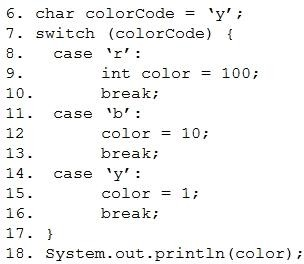 6. char colorCode = ‘y’;
7. switch (colorCode) {
8.   case ‘r’:
9.        int color = 100;
10.       break;
11.  case ‘b’:
12        color = 10;
13.       break;
14.  case ‘y’:
15.       color = 1;
16.       break;
17. }
18. System.out.println(color);